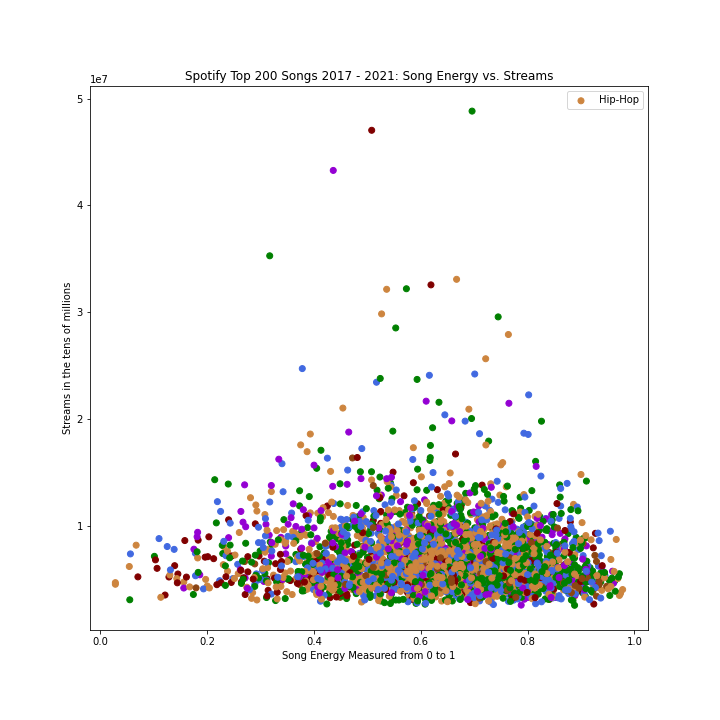 Spotify Top 200 Songs 2017 - 2021: Song Energy vs. Streams
1e7
Hip-Hop
5
4
3
2
1
Streams in the tens of millions
0.0 0.2 0.4 0.6 0.8 1.0
Song Energy Measured from 0 to 1